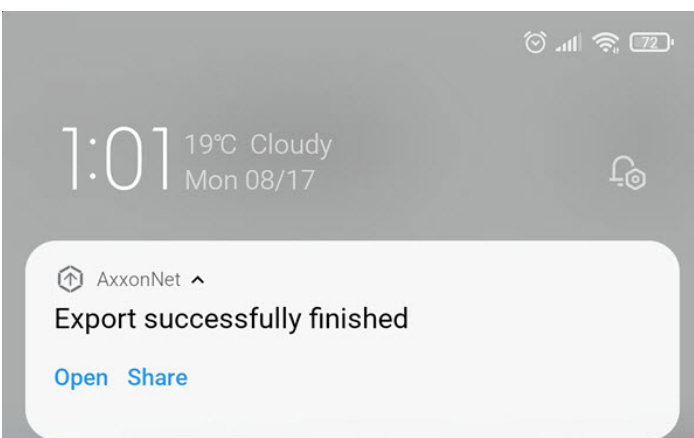 72
1:01
19°C Cloudy
Mon 08/17
AxxonNet
Export successfully finished
Open Share